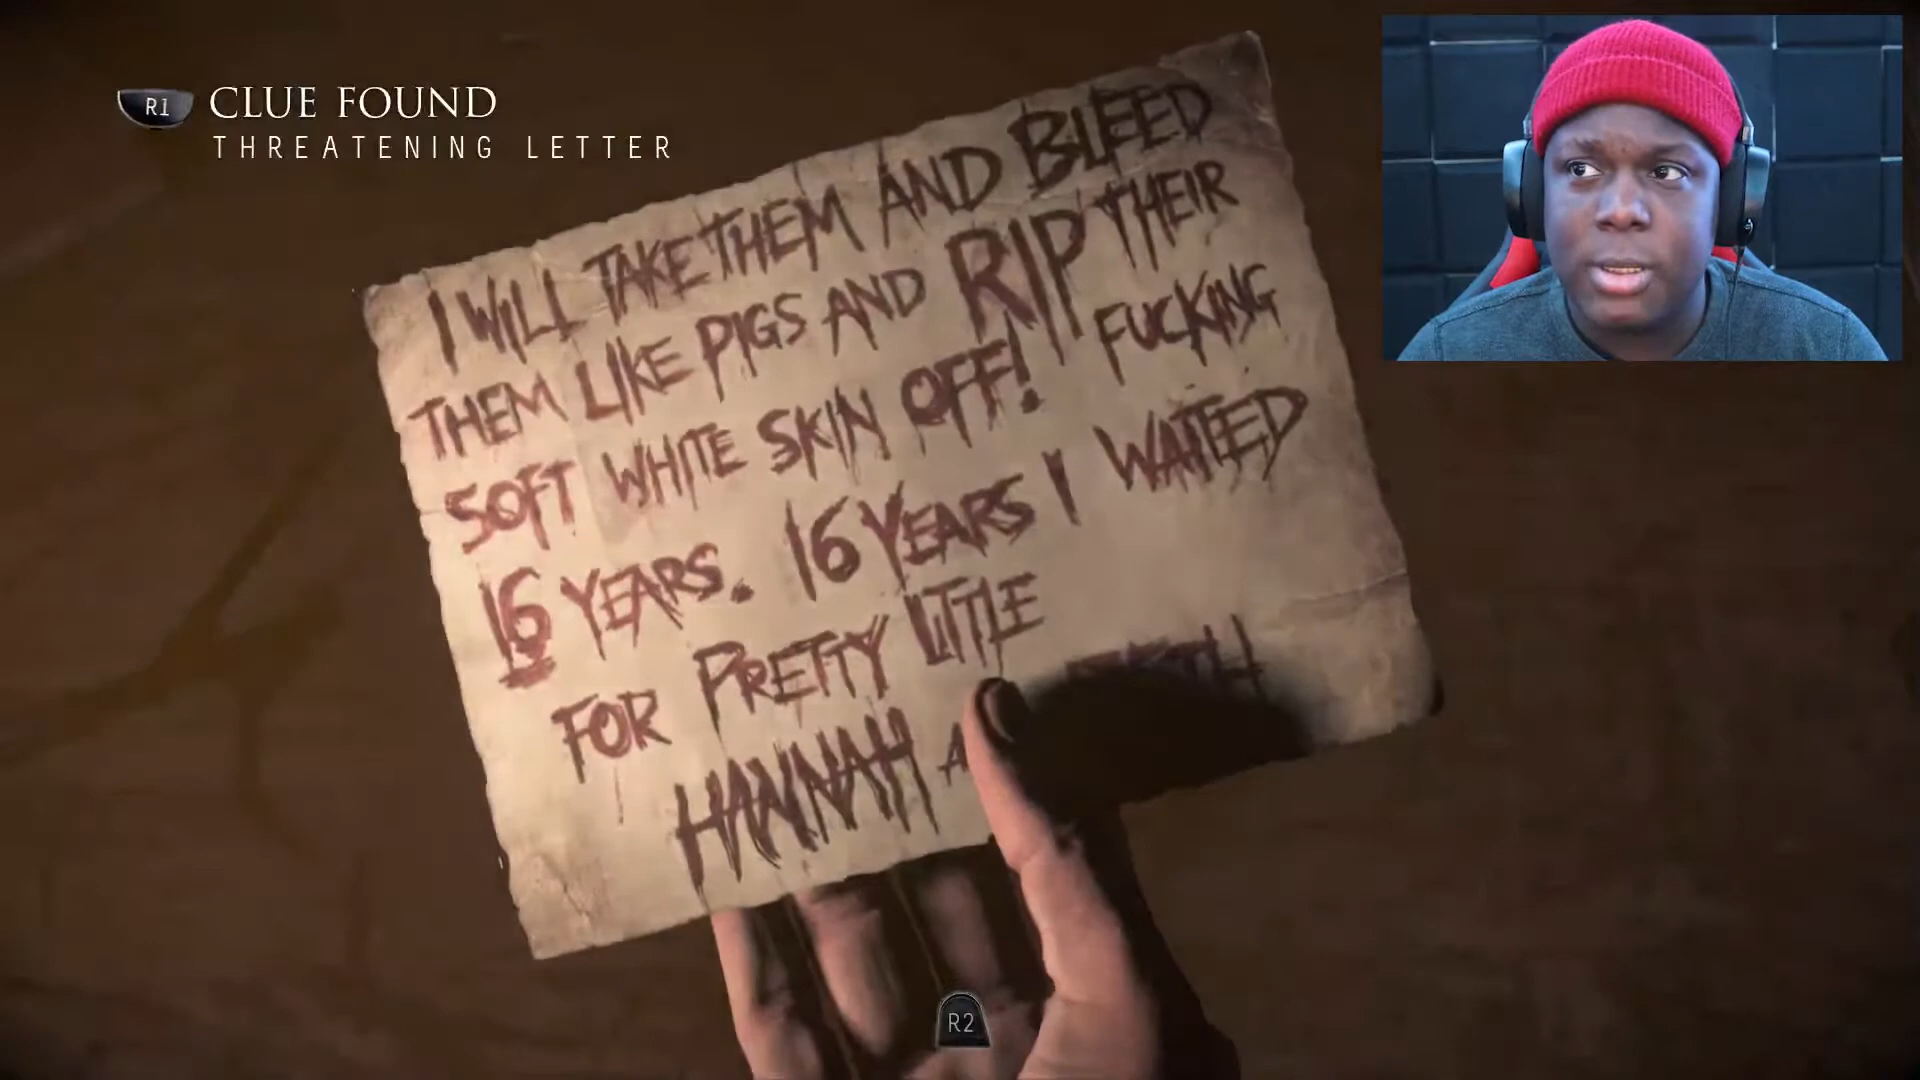 R1 CLUE FOUND
THREATENING LETTER
I WILL TAKE THEM AND BLEED
THEM LIKE PIGS AND RIP THEIR
SOFT WHITE SKIN OFF! FUCKING
16 YEARS. 16 YEARS I WAITED
FOR PRETTY LITTLE
HANNAH
R2